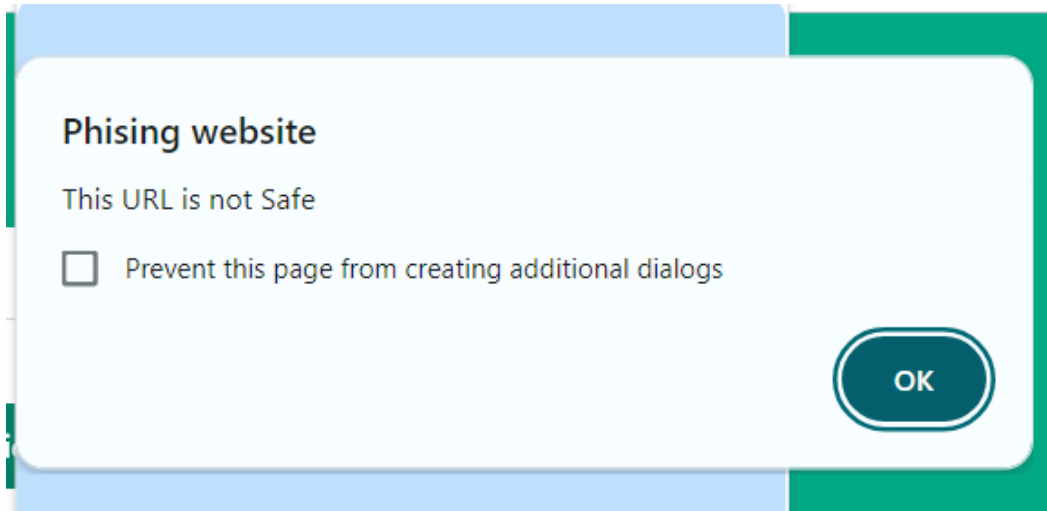 Phising website
This URL is not Safe
Prevent this page from creating additional dialogs
OK